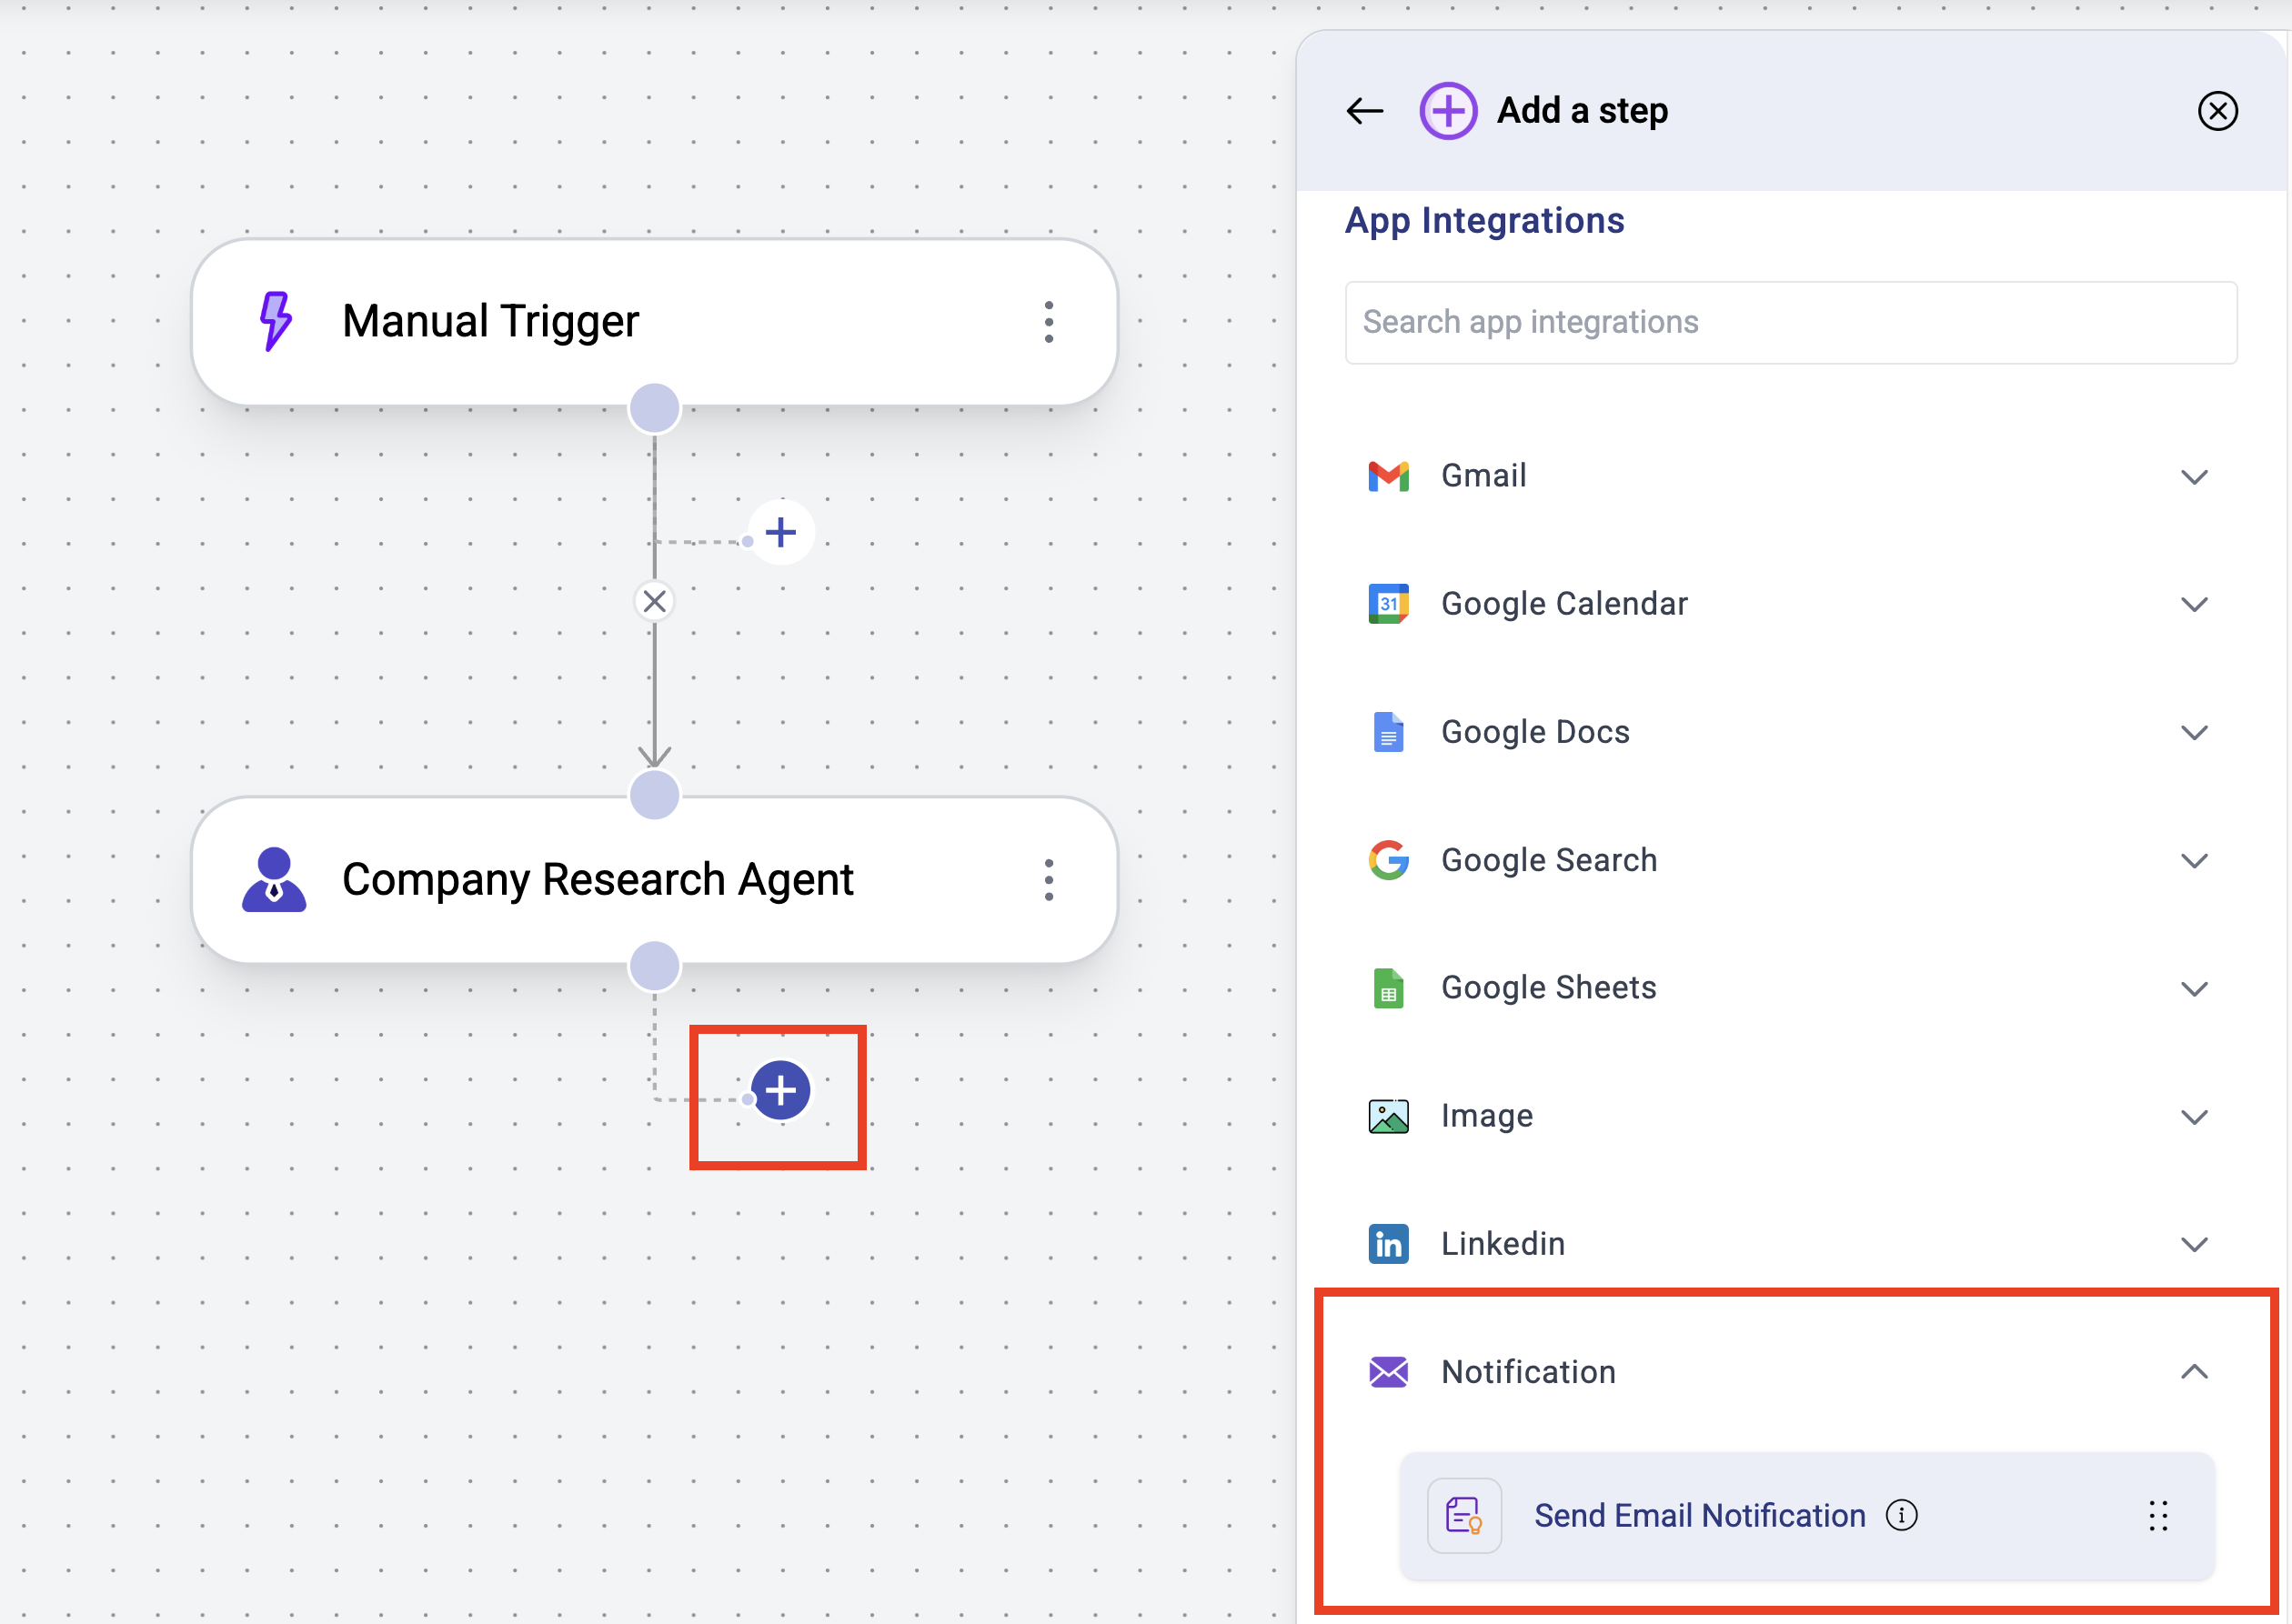 Add a step
App Integrations
Search app integrations
Manual Trigger
Gmail
31
Google Calendar
Google Docs
Company Research Agent
Google Search
Google Sheets
Image
in
Linkedin
Notification
Send Email Notification